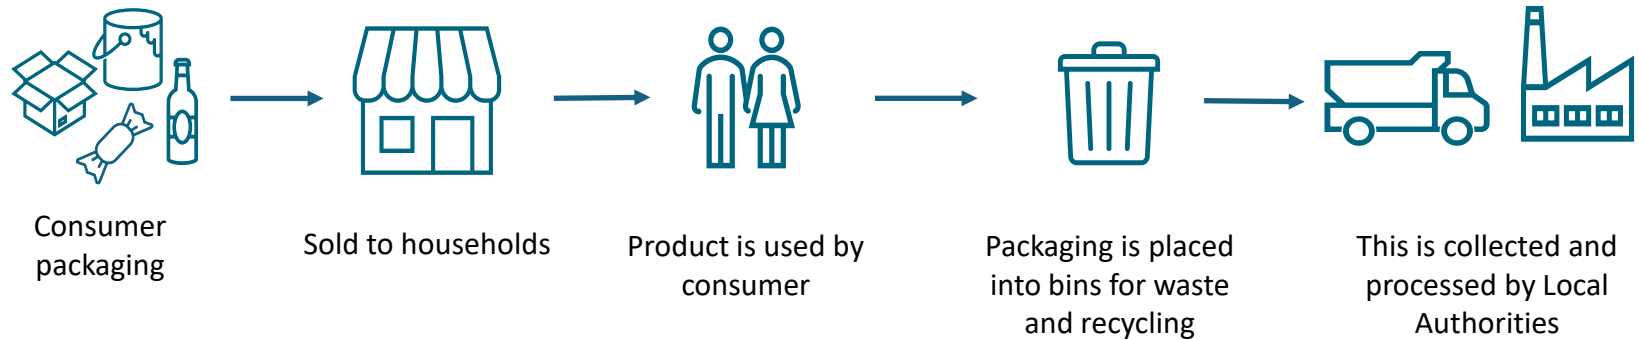 Consumer
packaging
Sold to households
Product is used by
consumer
Packaging is placed
into bins for waste
and recycling
This is collected and
processed by Local
Authorities